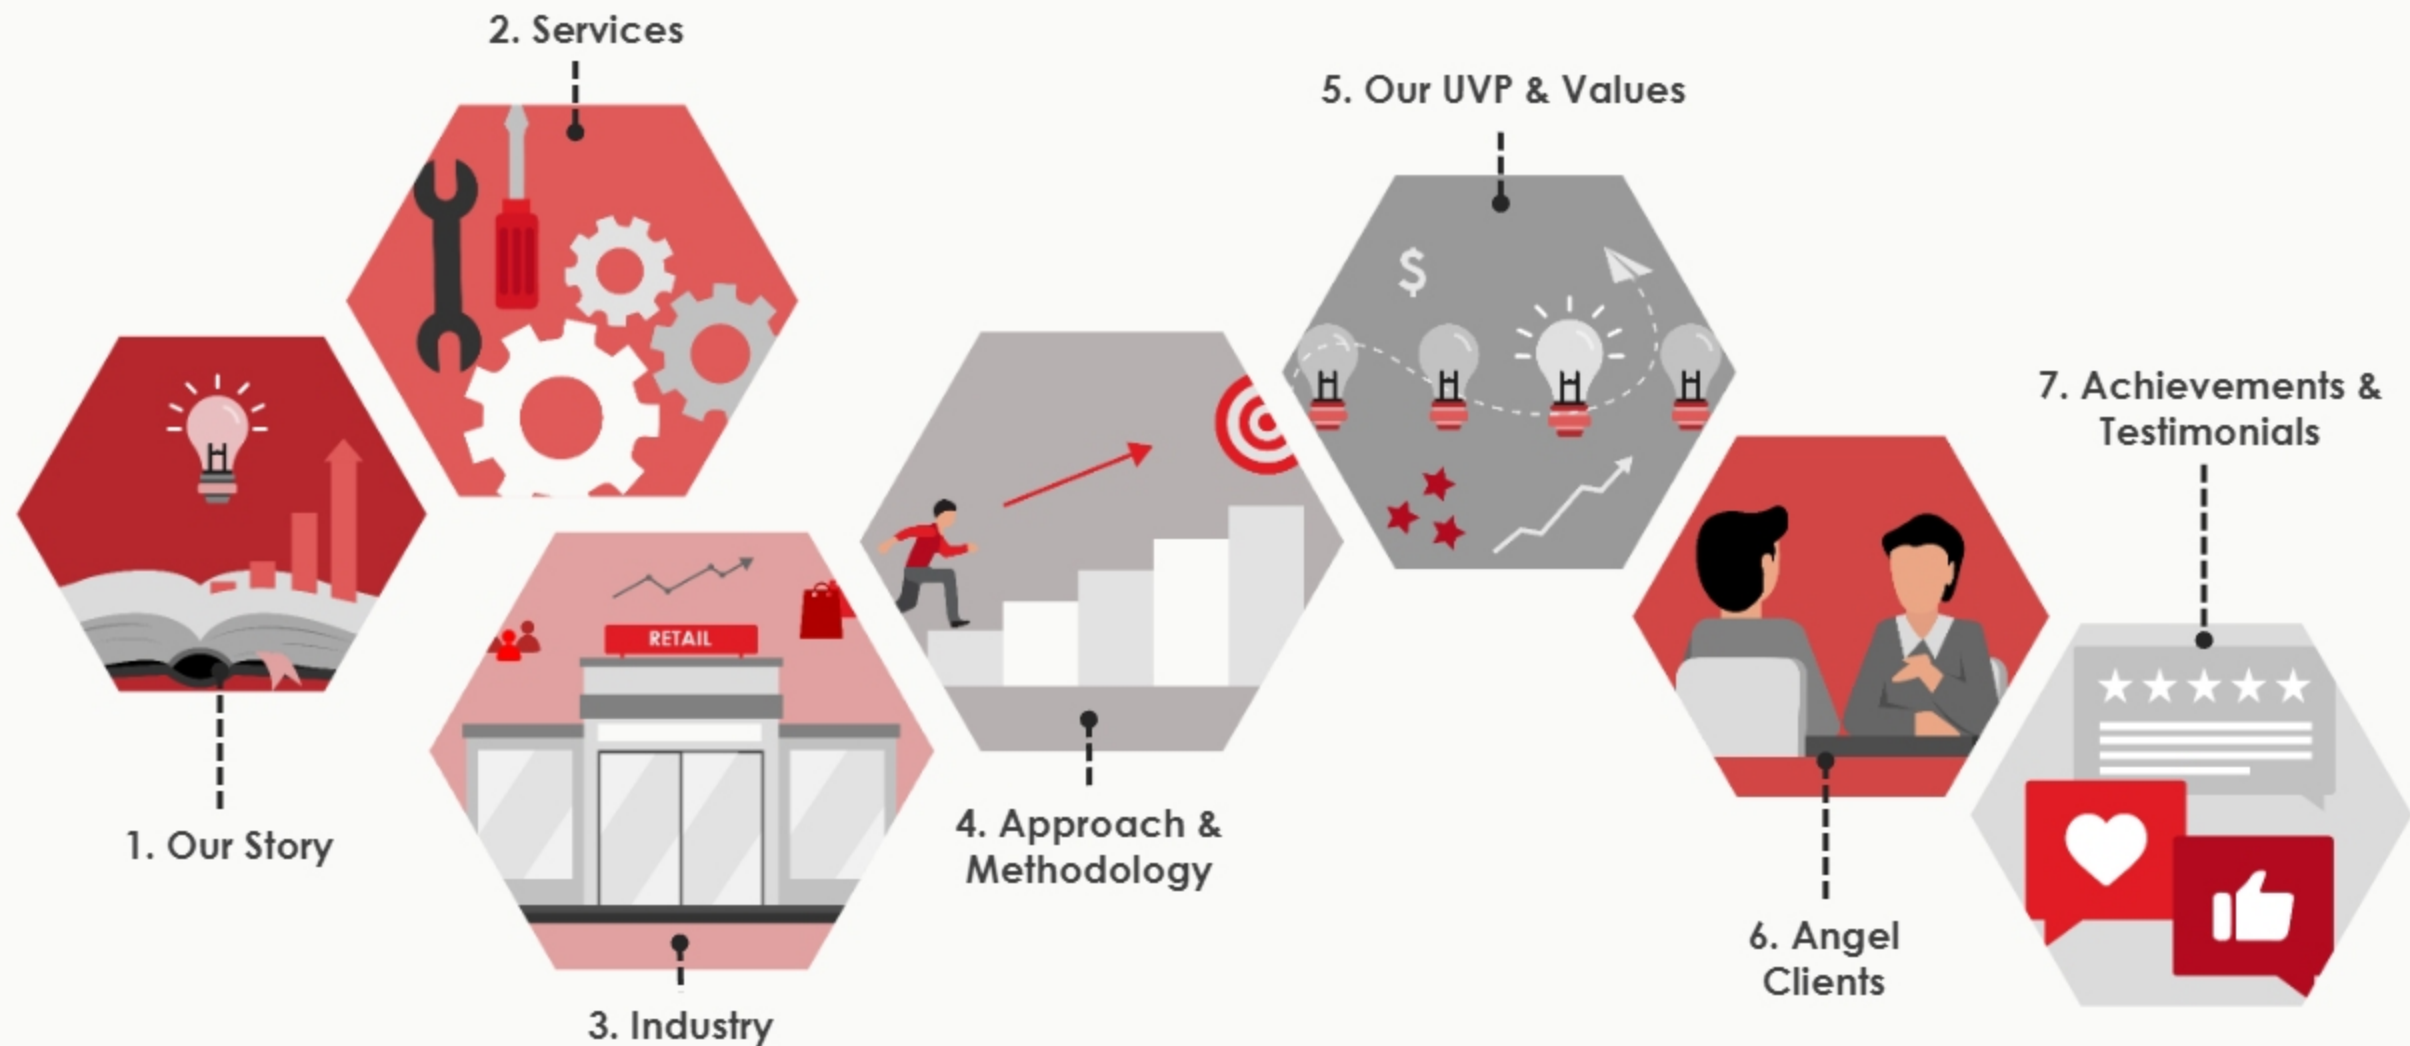 1. Our Story
2. Services
3. Industry
RETAIL
4. Approach &
Methodology
5. Our UVP & Values
$
6. Angel
Clients
7. Achievements &
Testimonials